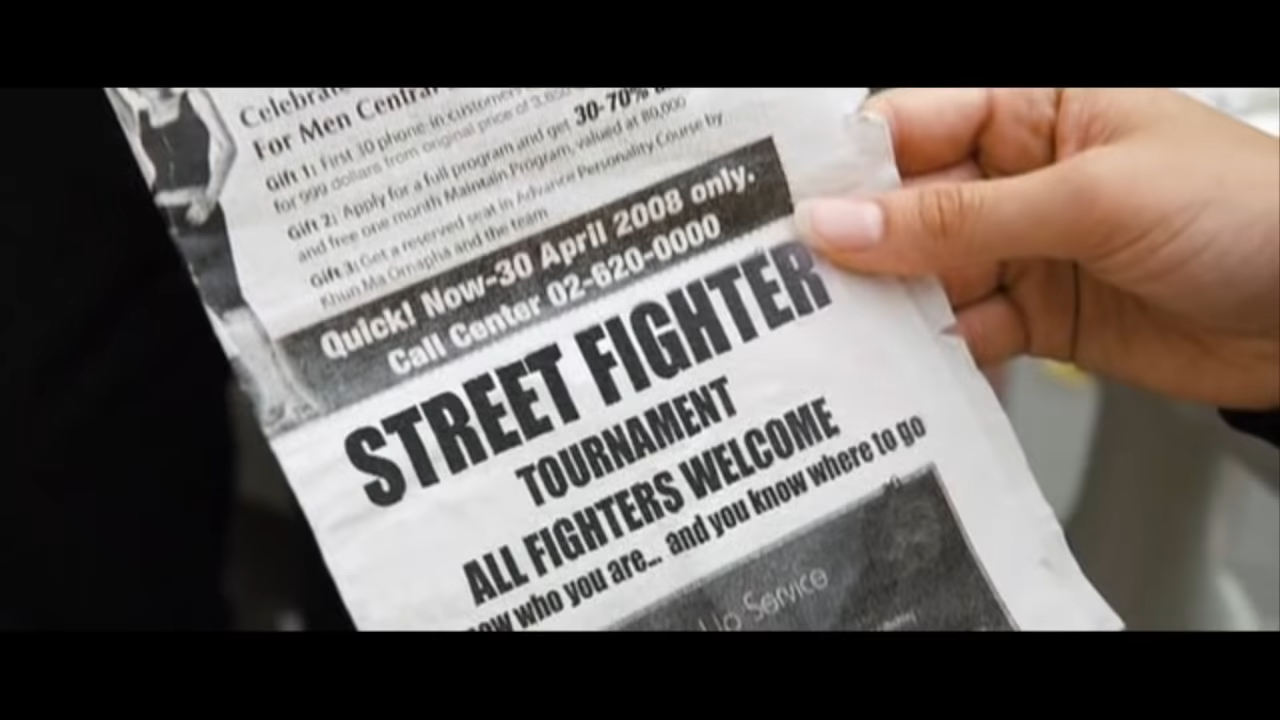 Celebrate
For Men Central
Gift 1: First 30 phone-in customers
for 999 dollars from original price of 3,850
Gift 2: Apply for a full program and get 30-70%
and free one month Maintain Program, valued at 80,000
Gift 3: Get a reserved seat in Advance Personality Course by
Khun Ma Ornapha and the team
Quick! Now-30 April 2008 only.
Call Center 02-620-0000
STREET FIGHTER
TOURNAMENT
ALL FIGHTERS WELCOME
who you are... and you know where to go
Service